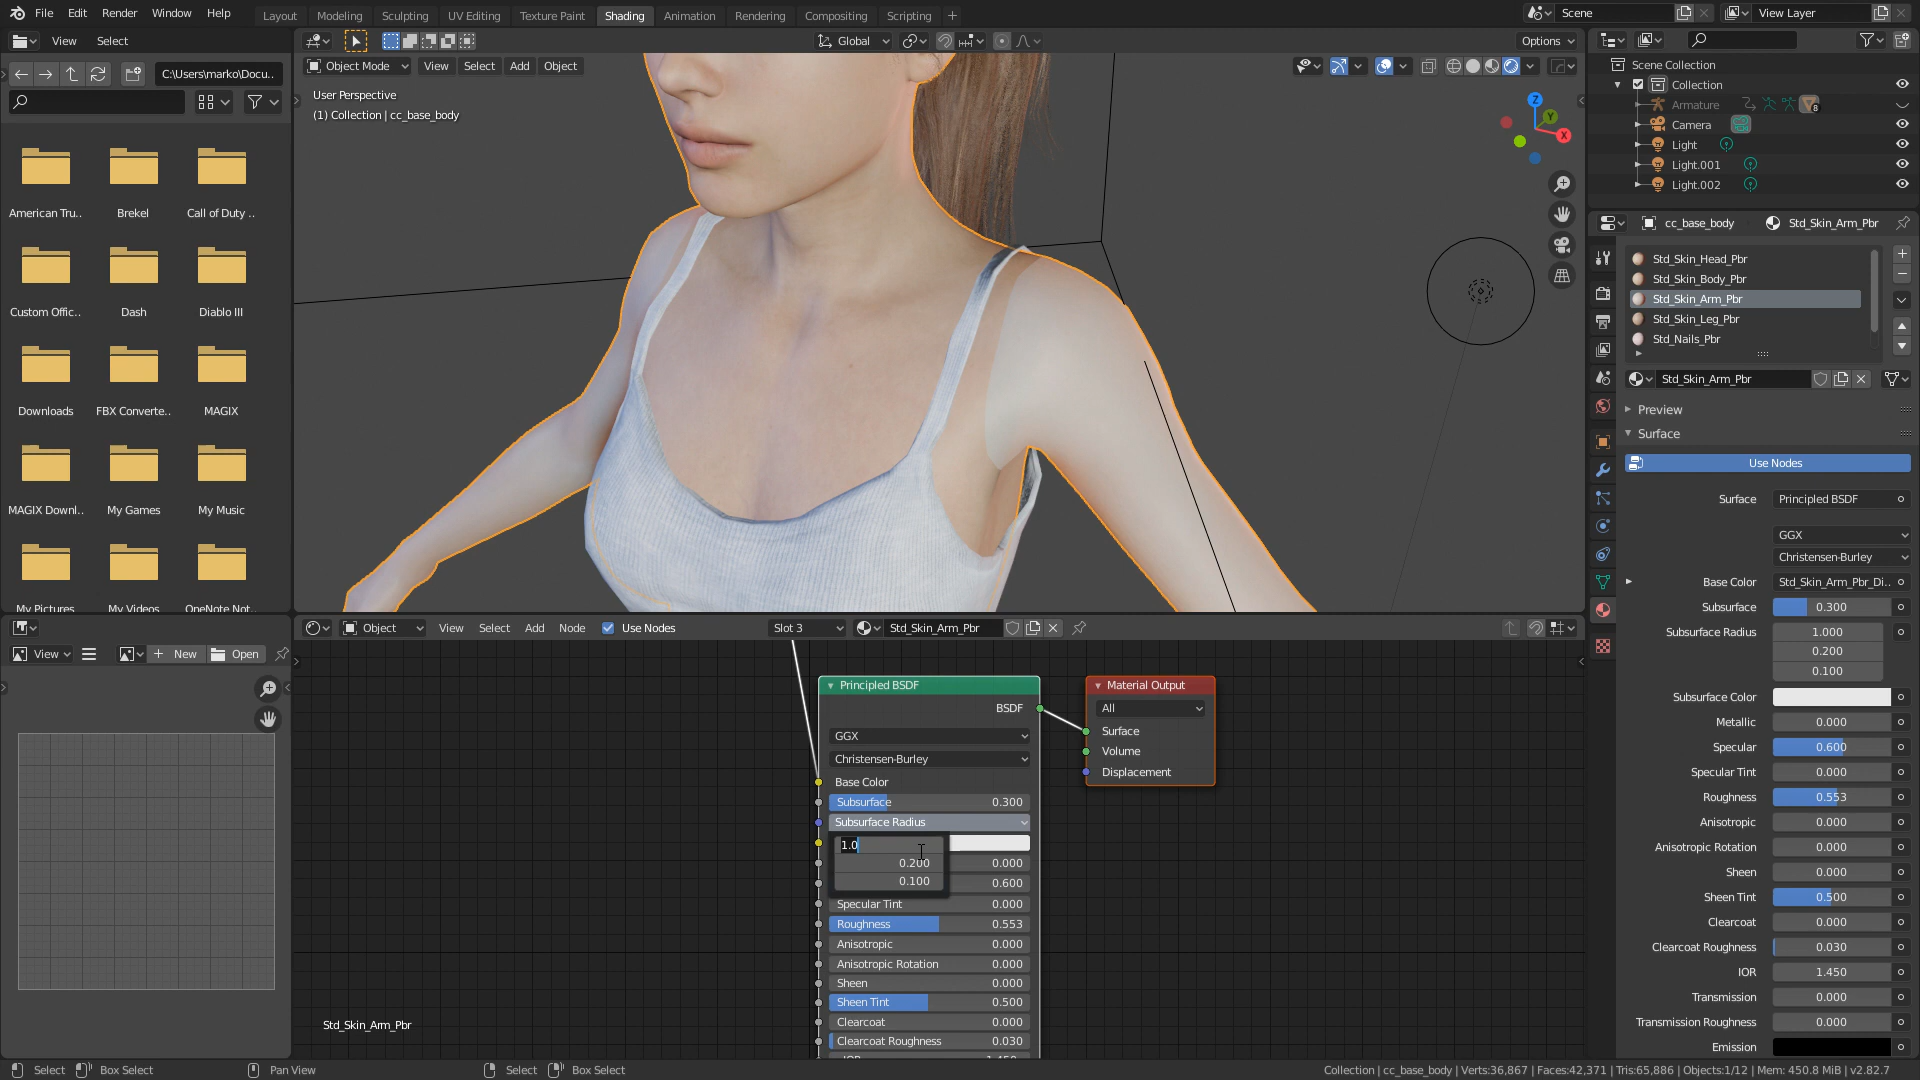 File Edit Render Window Help
Layout Modeling Sculpting UV Editing Texture Paint Shading Animation Rendering Compositing Scripting +
Scene
View Layer
View Select
Global
Options
C:\Users\marko\Docu..
Object Mode View Select Add Object
User Perspective
(1) Collection | cc_base_body
Z
Y
X
American Tru..
Brekel
Call of Duty ..
Custom Offic..
Dash
Diablo III
Downloads
FBX Converte..
MAGIX
MAGIX Downl..
My Games
My Music
My Pictures
My Videos
OneNote Not..
Scene Collection
Collection
Armature
8
Camera
Light
Light.001
Light.002
cc_base_body Std_Skin_Arm_Pbr
Std_Skin_Head_Pbr
Std_Skin_Body_Pbr
Std_Skin_Arm_Pbr
Std_Skin_Leg_Pbr
Std_Nails_Pbr
Std_Skin_Arm_Pbr
Preview
Surface
Use Nodes
Surface Principled BSDF
GGX
Christensen-Burley
Base Color Std_Skin_Arm_Pbr_Di..
Subsurface 0.300
Subsurface Radius 1.000
0.200
0.100
Subsurface Color
Metallic 0.000
Specular 0.600
Specular Tint 0.000
Roughness 0.553
Anisotropic 0.000
Anisotropic Rotation 0.000
Sheen 0.000
Sheen Tint 0.500
Clearcoat 0.000
Clearcoat Roughness 0.030
IOR 1.450
Transmission 0.000
Transmission Roughness 0.000
Emission
View
+ New Open
Object View Select Add Node Use Nodes
Slot 3
Std_Skin_Arm_Pbr
Principled BSDF
BSDF
GGX
Christensen-Burley
Base Color
Subsurface 0.300
Subsurface Radius
1.0
0.200 0.000
0.100 0.600
Specular Tint 0.000
Roughness 0.553
Anisotropic 0.000
Anisotropic Rotation 0.000
Sheen 0.000
Sheen Tint 0.500
Clearcoat 0.000
Clearcoat Roughness 0.030
Material Output
All
Surface
Volume
Displacement
Std_Skin_Arm_Pbr
Select Box Select Pan View Select Box Select
Collection | cc_base_body | Verts:36,867 | Faces:42,371 | Tris:65,886 | Objects:1/12 | Mem: 450.8 MiB | v2.82.7